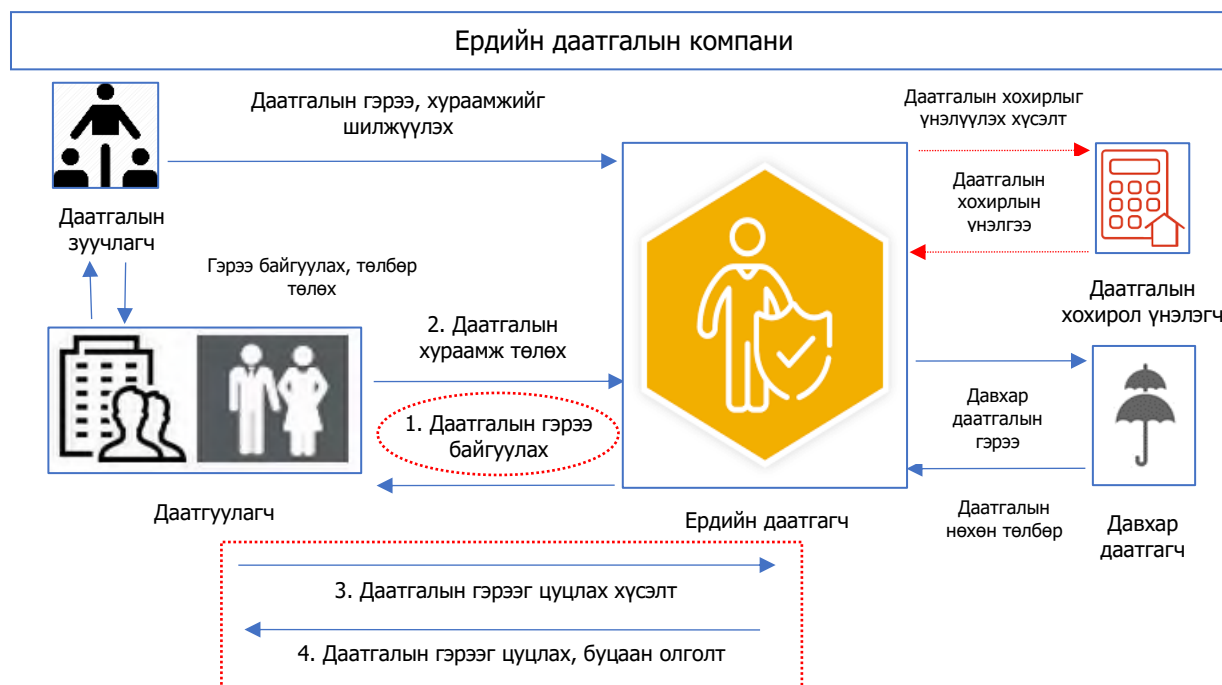 Ердийн даатгалын компани
Даатгалын гэрээ, хураамжийг
шилжүүлэх
Даатгалын хохирлыг
үнэлүүлэх хүсэлт
Даатгалын
хохирлын
үнэлгээ
Даатгалын
зуучлагч
Гэрээ байгуулах, төлбөр
төлөх
Даатгалын
хохирол үнэлэгч
2. Даатгалын
хураамж төлөх
1. Даатгалын гэрээ
байгуулах
Давхар
даатгалын
гэрээ
Даатгуулагч
Ердийн даатгагч
Даатгалын
нөхөн төлбөр
Давхар
даатгагч
3. Даатгалын гэрээг цуцлах хүсэлт
4. Даатгалын гэрээг цуцлах, буцаан олголт